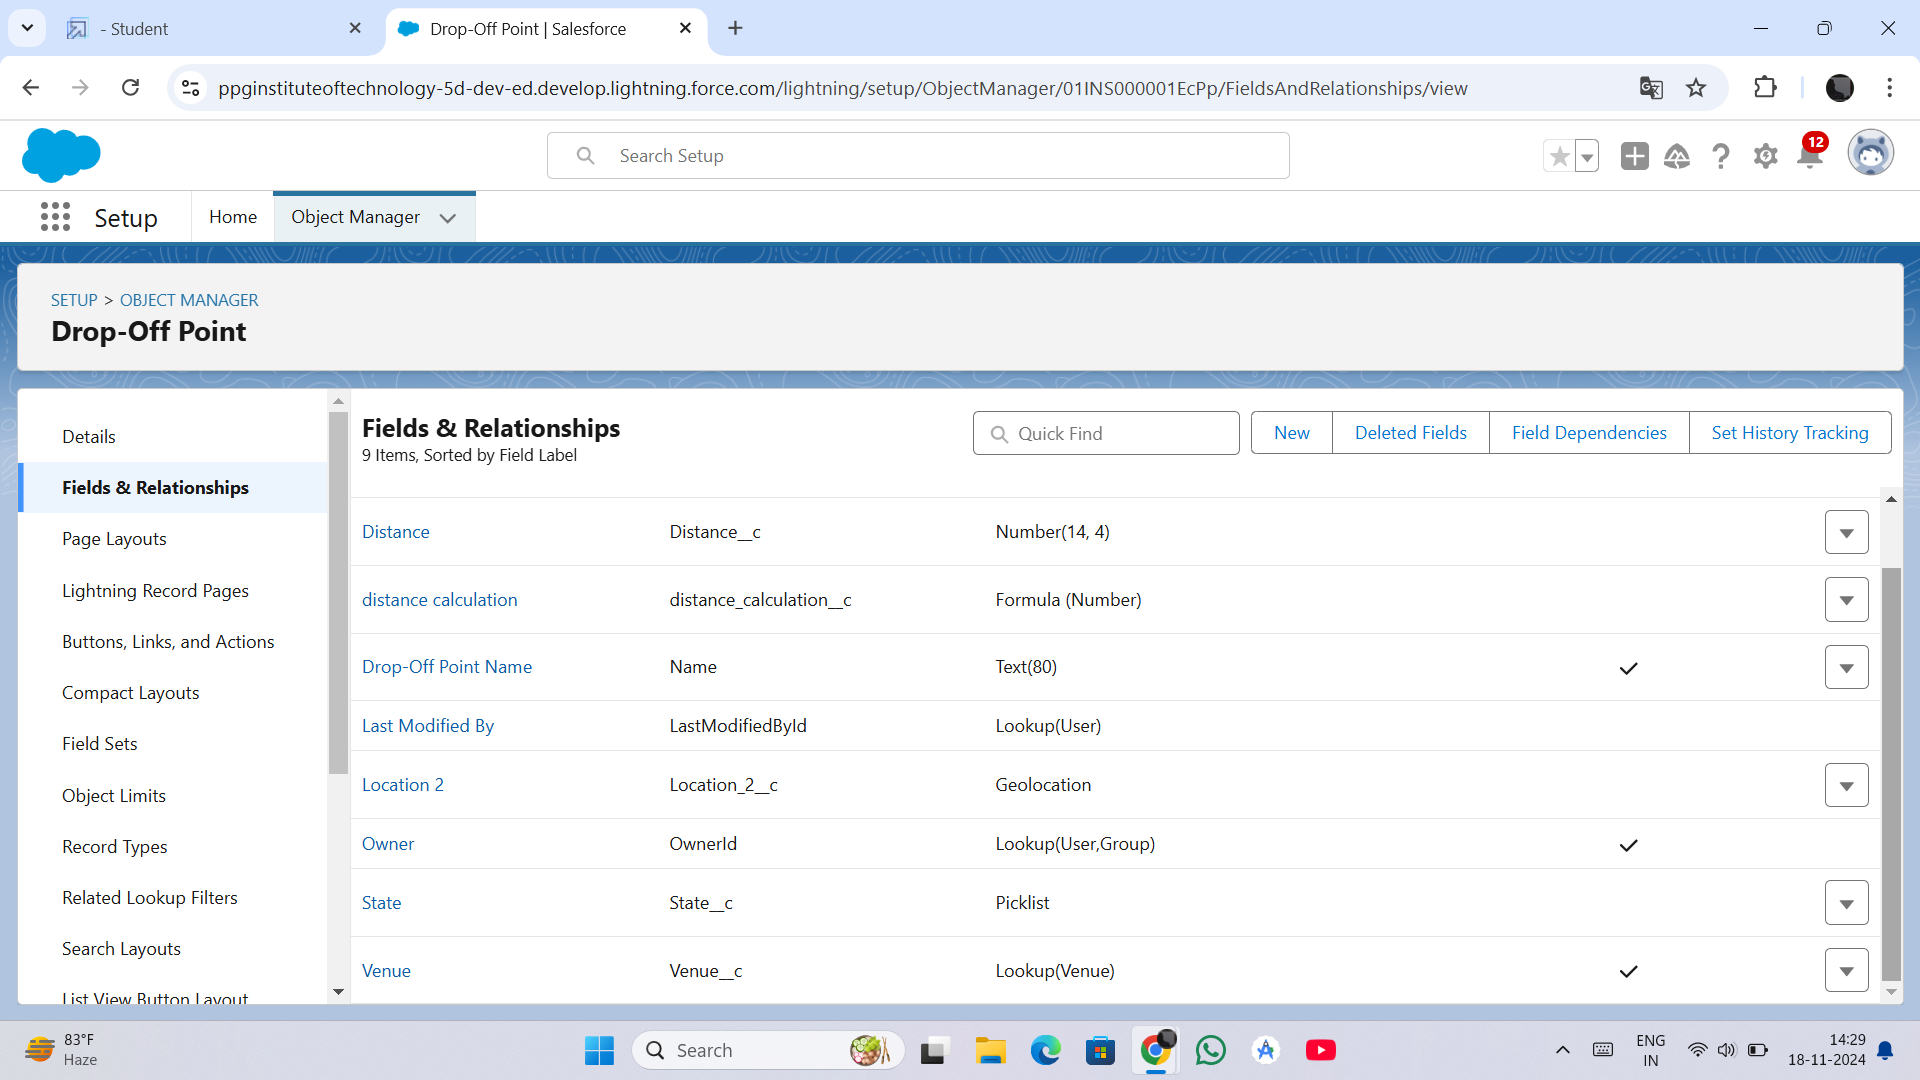 - Student
Drop-Off Point | Salesforce
ppginstituteoftechnology-5d-dev-ed.develop.lightning.force.com/lightning/setup/ObjectManager/01INS000001EcPp/FieldsAndRelationships/view
Search Setup
12
Setup
Home
Object Manager
SETUP > OBJECT MANAGER
Drop-Off Point
Details
Fields & Relationships
Page Layouts
Lightning Record Pages
Buttons, Links, and Actions
Compact Layouts
Field Sets
Object Limits
Record Types
Related Lookup Filters
Search Layouts
List View Button Layout
Fields & Relationships
9 Items, Sorted by Field Label
Quick Find
New
Deleted Fields
Field Dependencies
Set History Tracking
Distance Distance__c Number(14, 4)
distance calculation distance_calculation__c Formula (Number)
Drop-Off Point Name Name Text(80)
Last Modified By LastModifiedById Lookup(User)
Location 2 Location_2__c Geolocation
Owner OwnerId Lookup(User,Group)
State State__c Picklist
Venue Venue__c Lookup(Venue)
83°F
Haze
Search
ENG
IN
14:29
18-11-2024